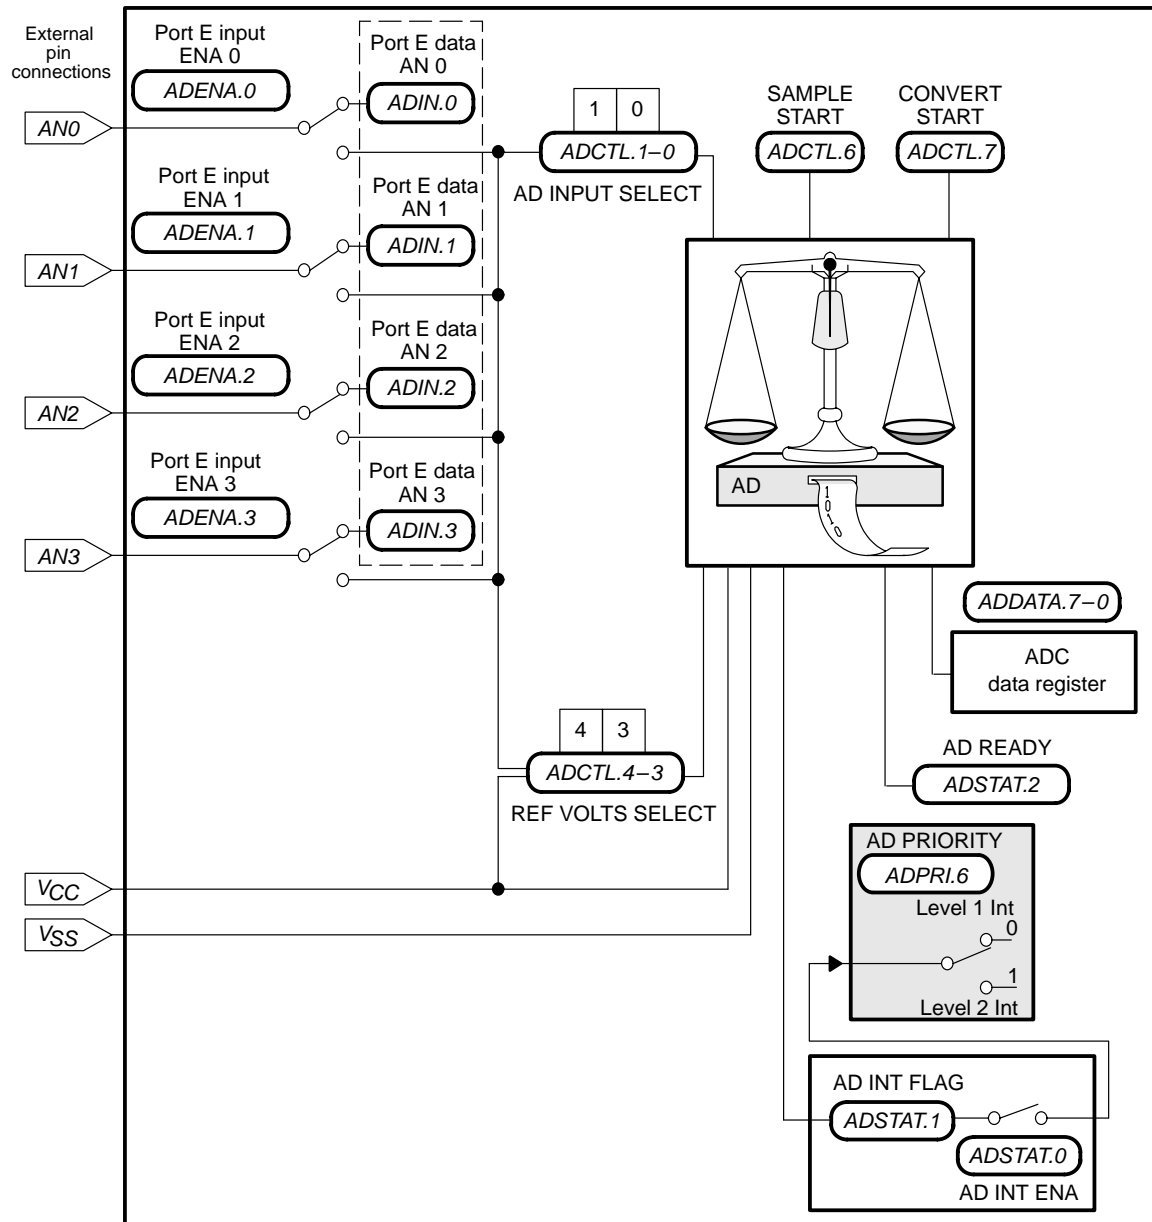 External
pin
connections
Port E input
ENA 0
ADENA.0
Port E data
AN 0
ADIN.0
AN0
1 0
ADCTL.1–0
AD INPUT SELECT
SAMPLE
START
ADCTL.6
CONVERT
START
ADCTL.7
Port E input
ENA 1
ADENA.1
Port E data
AN 1
ADIN.1
AN1
Port E input
ENA 2
ADENA.2
Port E data
AN 2
ADIN.2
AN2
Port E input
ENA 3
ADENA.3
Port E data
AN 3
ADIN.3
AN3
AD
1
0
1
0
ADDATA.7–0
ADC
data register
4 3
ADCTL.4–3
REF VOLTS SELECT
AD READY
ADSTAT.2
VCC
VSS
AD PRIORITY
ADPRI.6
Level 1 Int
0
1
Level 2 Int
AD INT FLAG
ADSTAT.1
ADSTAT.0
AD INT ENA